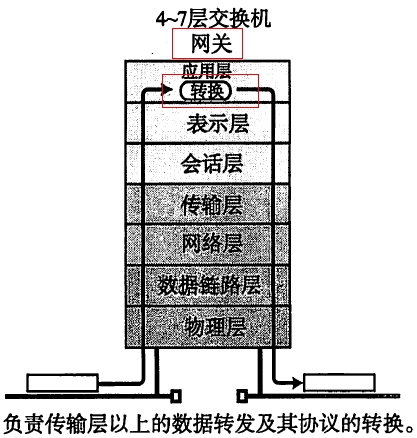 4~7层交换机
网关
应用层
转换
表示层
会话层
传输层
网络层
数据链路层
物理层
负责传输层以上的数据转发及其协议的转换。